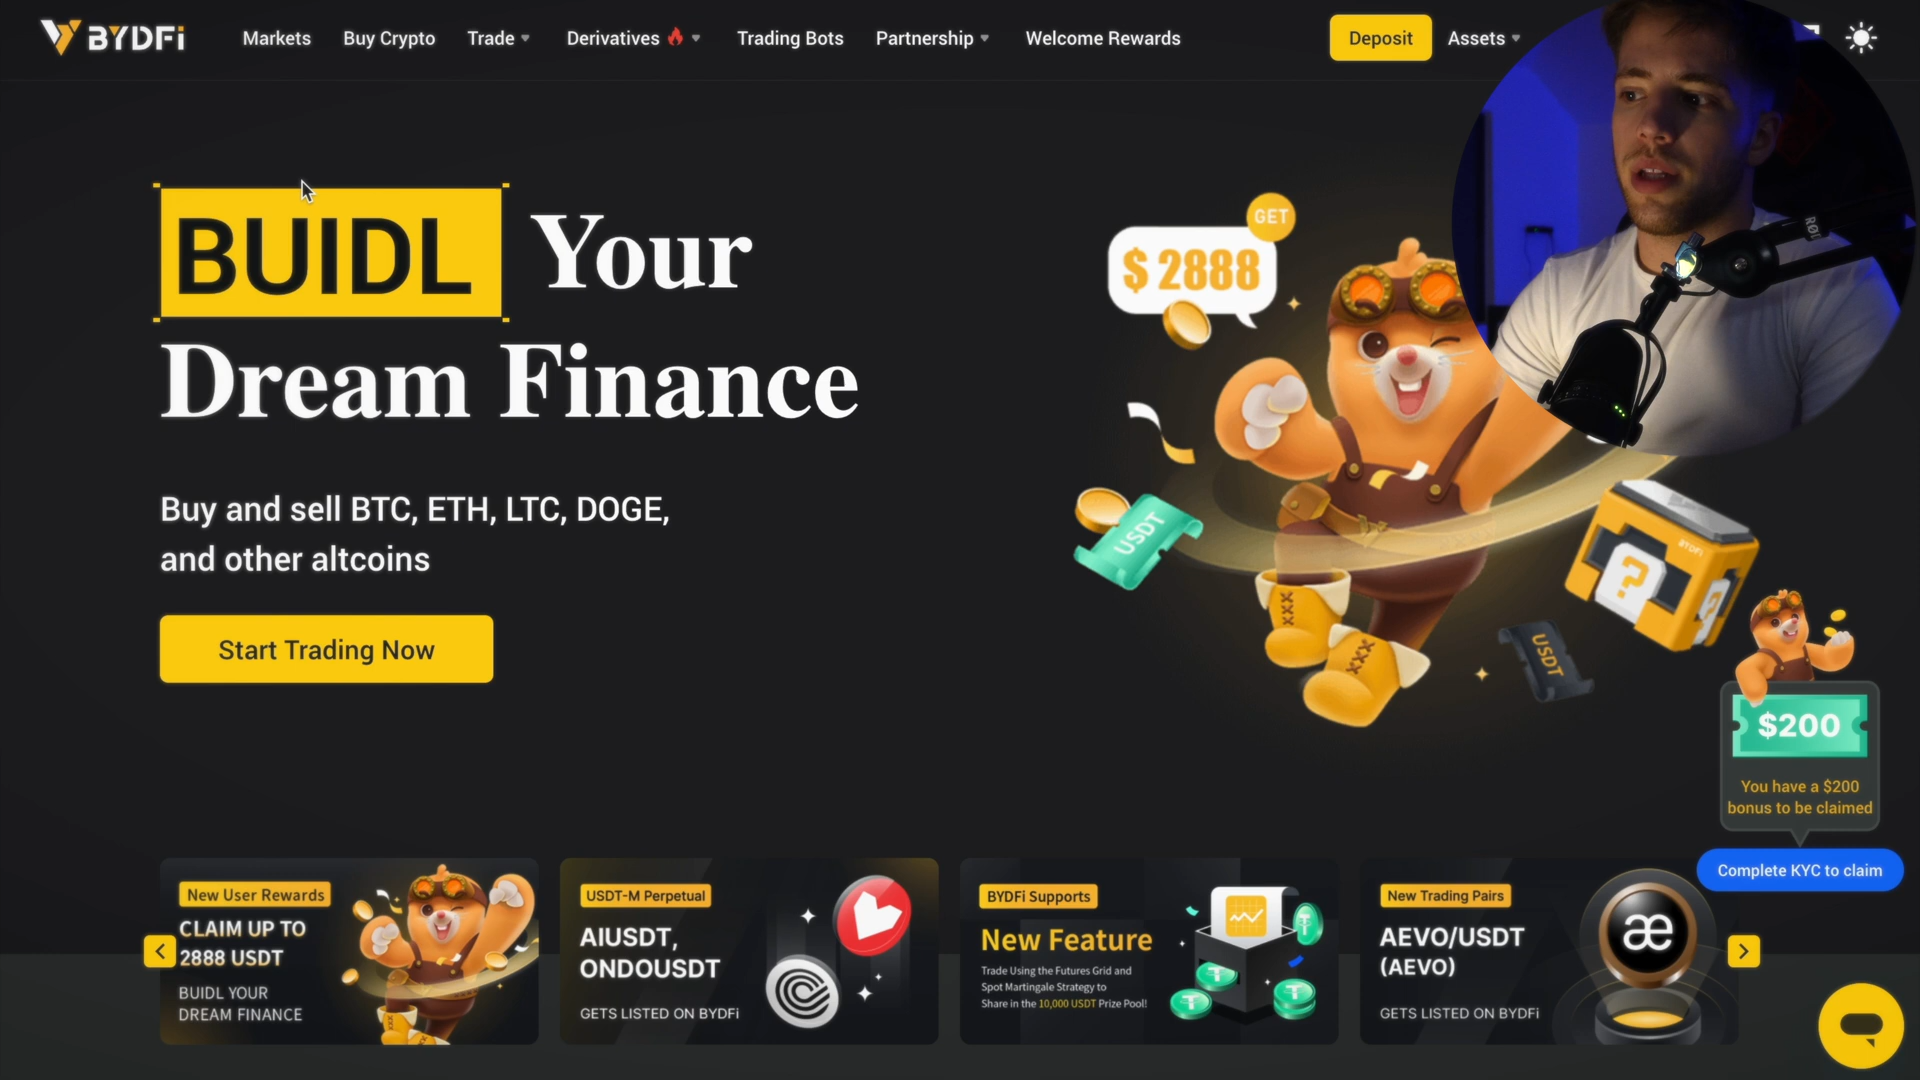 BYDFi
Markets
Buy Crypto
Trade
Derivatives
Trading Bots
Partnership
Welcome Rewards
Deposit
Assets
BUIDL Your
Dream Finance
Buy and sell BTC, ETH, LTC, DOGE,
and other altcoins
Start Trading Now
GET
$ 2888
USDT
USDT
BYDFi
?
?
RØD
$200
You have a $200
bonus to be claimed
Complete KYC to claim
New User Rewards
CLAIM UP TO
2888 USDT
BUIDL YOUR
DREAM FINANCE
USDT-M Perpetual
AIUSDT,
ONDOUSDT
GETS LISTED ON BYDFi
BYDFi Supports
New Feature
Trade Using the Futures Grid and
Spot Martingale Strategy to
Share in the 10,000 USDT Prize Pool!
New Trading Pairs
AEVO/USDT
(AEVO)
GETS LISTED ON BYDFi
æ